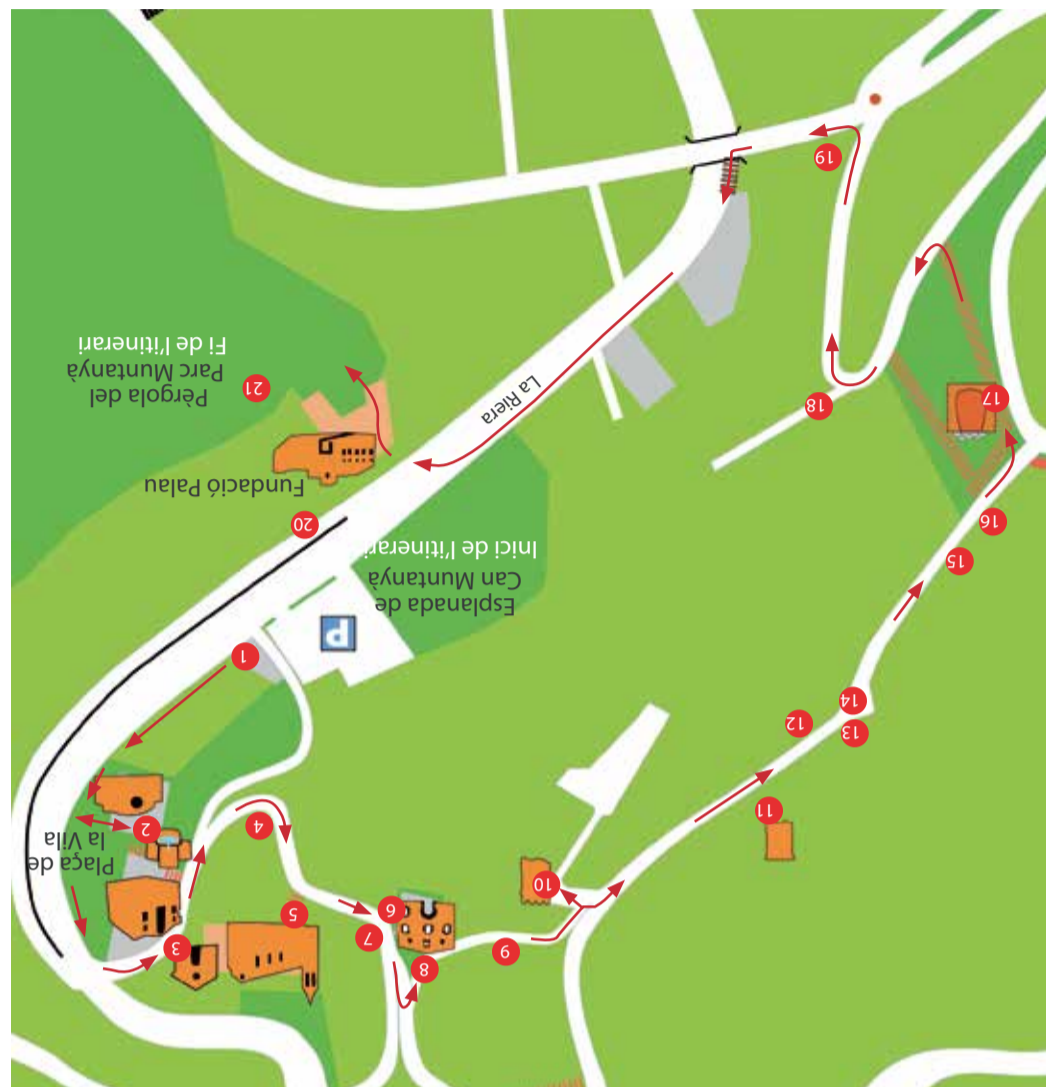 Plaça de
la Vila
Esplanada de
Can Muntanyà
Inici de l'itinerari
Fundació Palau
Pèrgola del
Parc Muntanyà
Fi de l'itinerari
La Riera
P
1
2
3
4
5
6
7
8
9
10
11
12
13
14
15
16
17
18
19
20
21